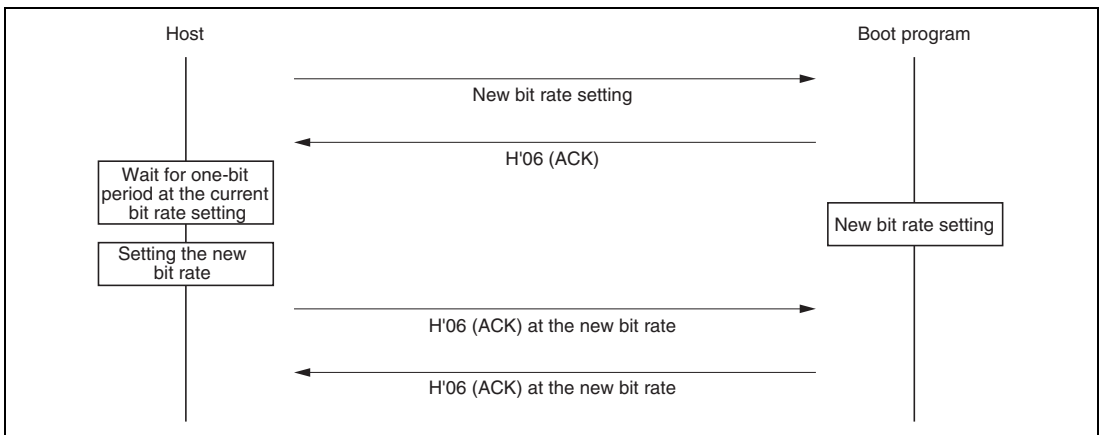 Host
Boot program
New bit rate setting
H'06 (ACK)
Wait for one-bit
period at the current
bit rate setting
New bit rate setting
Setting the new
bit rate
H'06 (ACK) at the new bit rate
H'06 (ACK) at the new bit rate